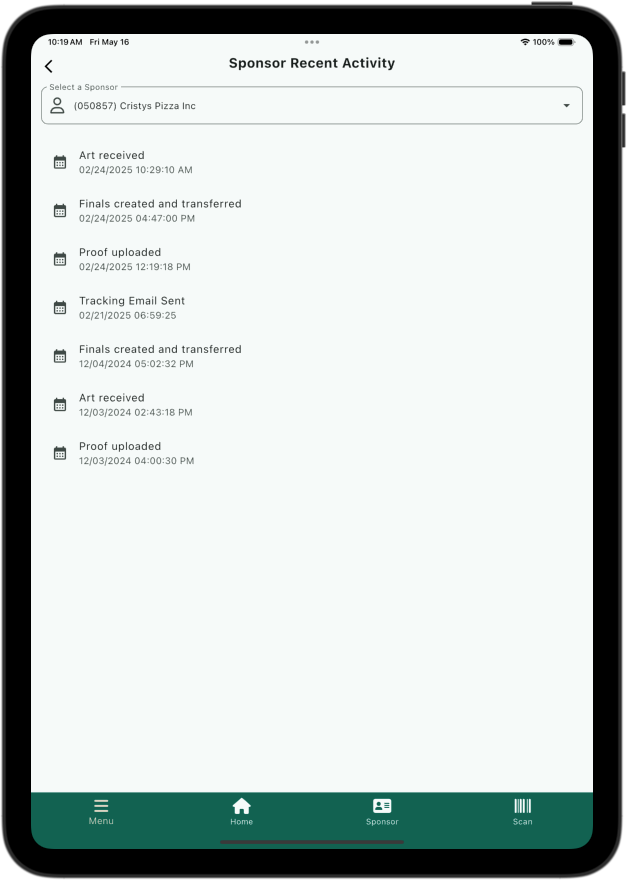 10:19 AM Fri May 16
100%
Sponsor Recent Activity
Select a Sponsor
(050857) Cristys Pizza Inc
Art received
02/24/2025 10:29:10 AM
Finals created and transferred
02/24/2025 04:47:00 PM
Proof uploaded
02/24/2025 12:19:18 PM
Tracking Email Sent
02/21/2025 06:59:25
Finals created and transferred
12/04/2024 05:02:32 PM
Art received
12/03/2024 02:43:18 PM
Proof uploaded
12/03/2024 04:00:30 PM
Menu
Home
Sponsor
Scan